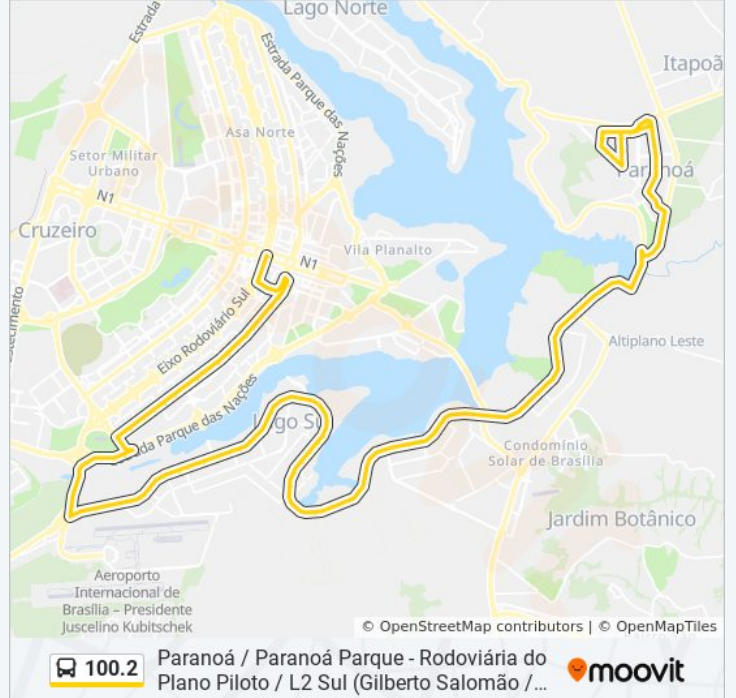 Lago Norte
Estrada
Itapoã
Estrada Parque das Nações
Asa Norte
Setor Militar
Urbano
Paranoá
N1
Cruzeiro
Vila Planalto
N1
Eixo Rodoviário Sul
Altiplano Leste
Parque das Nações
Condomínio
Solar de Brasília
Jardim Botânico
Aeroporto
Internacional de
Brasília – Presidente
Juscelino Kubitschek
© OpenStreetMap contributors | © OpenMapTiles
100.2
Paranoá / Paranoá Parque - Rodoviária do
Plano Piloto / L2 Sul (Gilberto Salomão /...
moovit